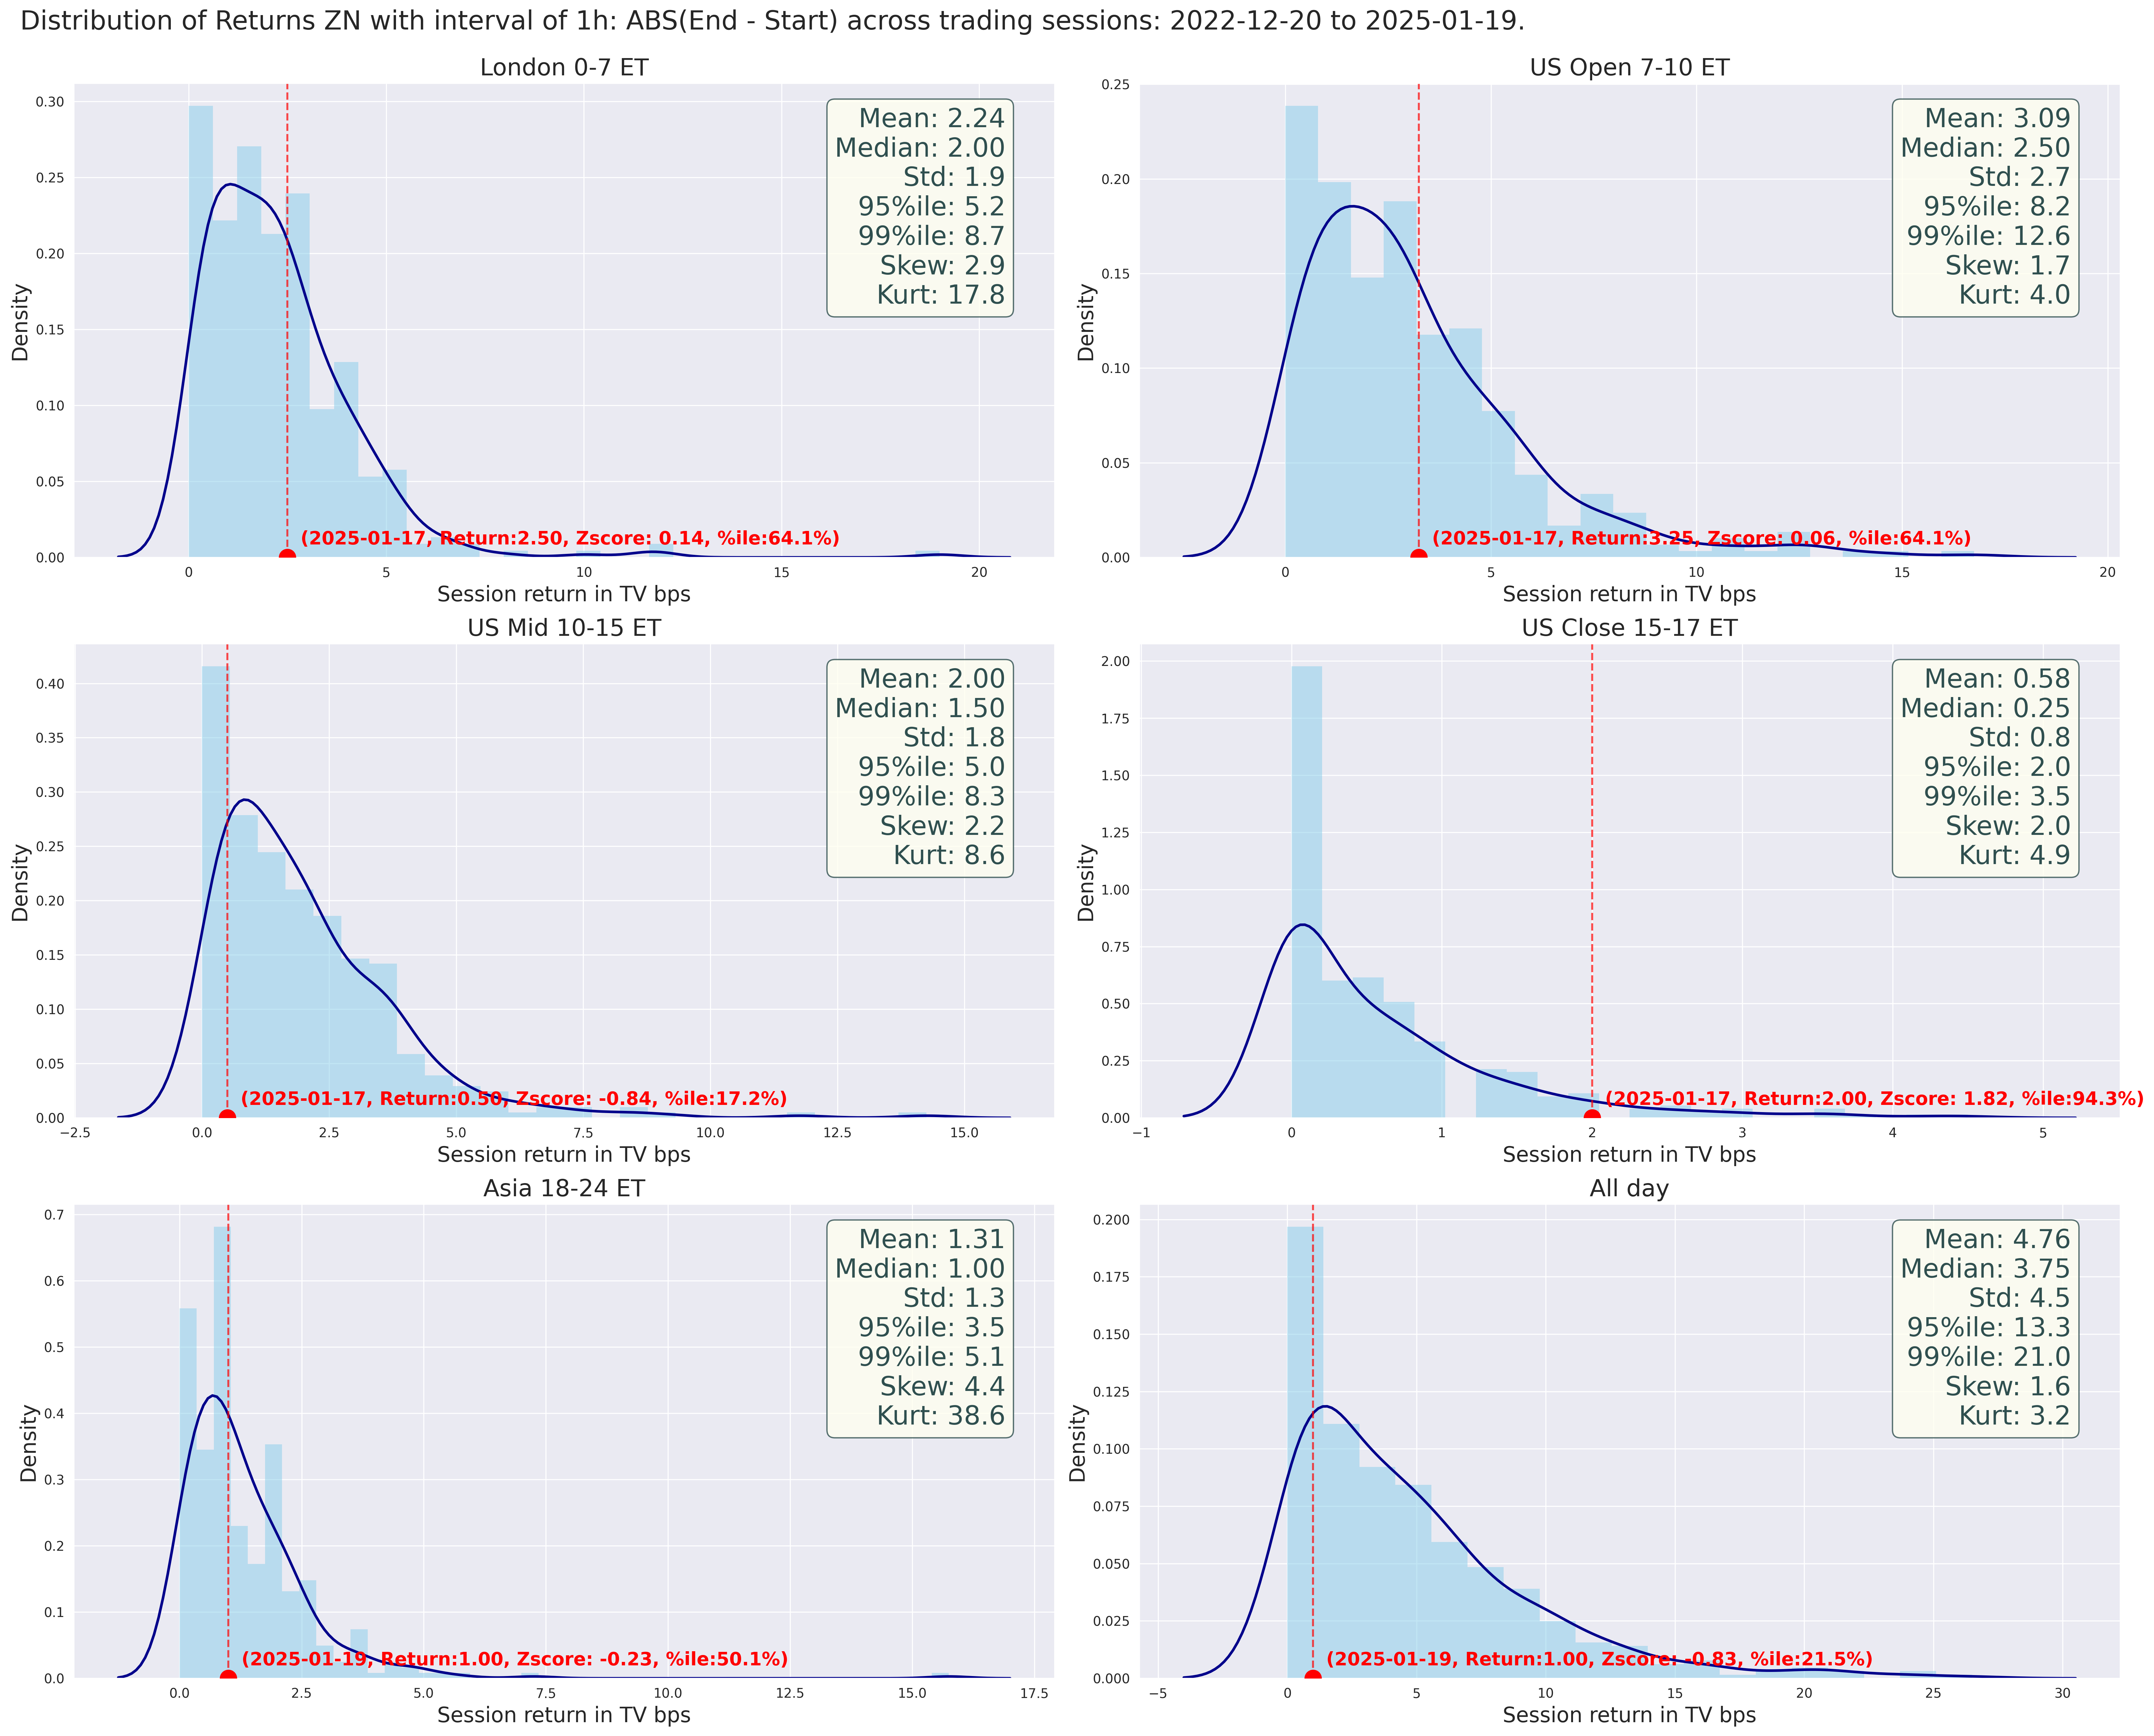 Distribution of Returns ZN with interval of 1h: ABS(End - Start) across trading sessions: 2022-12-20 to 2025-01-19.
London 0-7 ET
0.30
0.25
0.20
0.15
0.10
0.05
0.00
Density
Mean: 2.24
Median: 2.00
Std: 1.9
95%ile: 5.2
99%ile: 8.7
Skew: 2.9
Kurt: 17.8
(2025-01-17, Return:2.50, Zscore: 0.14, %ile:64.1%)
0 5 10 15 20
Session return in TV bps
US Open 7-10 ET
0.25
0.20
0.15
0.10
0.05
0.00
Density
Mean: 3.09
Median: 2.50
Std: 2.7
95%ile: 8.2
99%ile: 12.6
Skew: 1.7
Kurt: 4.0
(2025-01-17, Return:3.25, Zscore: 0.06, %ile:64.1%)
0 5 10 15 20
Session return in TV bps
US Mid 10-15 ET
0.40
0.35
0.30
0.25
0.20
0.15
0.10
0.05
0.00
Density
Mean: 2.00
Median: 1.50
Std: 1.8
95%ile: 5.0
99%ile: 8.3
Skew: 2.2
Kurt: 8.6
(2025-01-17, Return:0.50, Zscore: -0.84, %ile:17.2%)
−2.5 0.0 2.5 5.0 7.5 10.0 12.5 15.0
Session return in TV bps
US Close 15-17 ET
2.00
1.75
1.50
1.25
1.00
0.75
0.50
0.25
0.00
Density
Mean: 0.58
Median: 0.25
Std: 0.8
95%ile: 2.0
99%ile: 3.5
Skew: 2.0
Kurt: 4.9
(2025-01-17, Return:2.00, Zscore: 1.82, %ile:94.3%)
−1 0 1 2 3 4 5
Session return in TV bps
Asia 18-24 ET
0.7
0.6
0.5
0.4
0.3
0.2
0.1
0.0
Density
Mean: 1.31
Median: 1.00
Std: 1.3
95%ile: 3.5
99%ile: 5.1
Skew: 4.4
Kurt: 38.6
(2025-01-19, Return:1.00, Zscore: -0.23, %ile:50.1%)
0.0 2.5 5.0 7.5 10.0 12.5 15.0 17.5
Session return in TV bps
All day
0.200
0.175
0.150
0.125
0.100
0.075
0.050
0.025
0.000
Density
Mean: 4.76
Median: 3.75
Std: 4.5
95%ile: 13.3
99%ile: 21.0
Skew: 1.6
Kurt: 3.2
(2025-01-19, Return:1.00, Zscore: -0.83, %ile:21.5%)
−5 0 5 10 15 20 25 30
Session return in TV bps